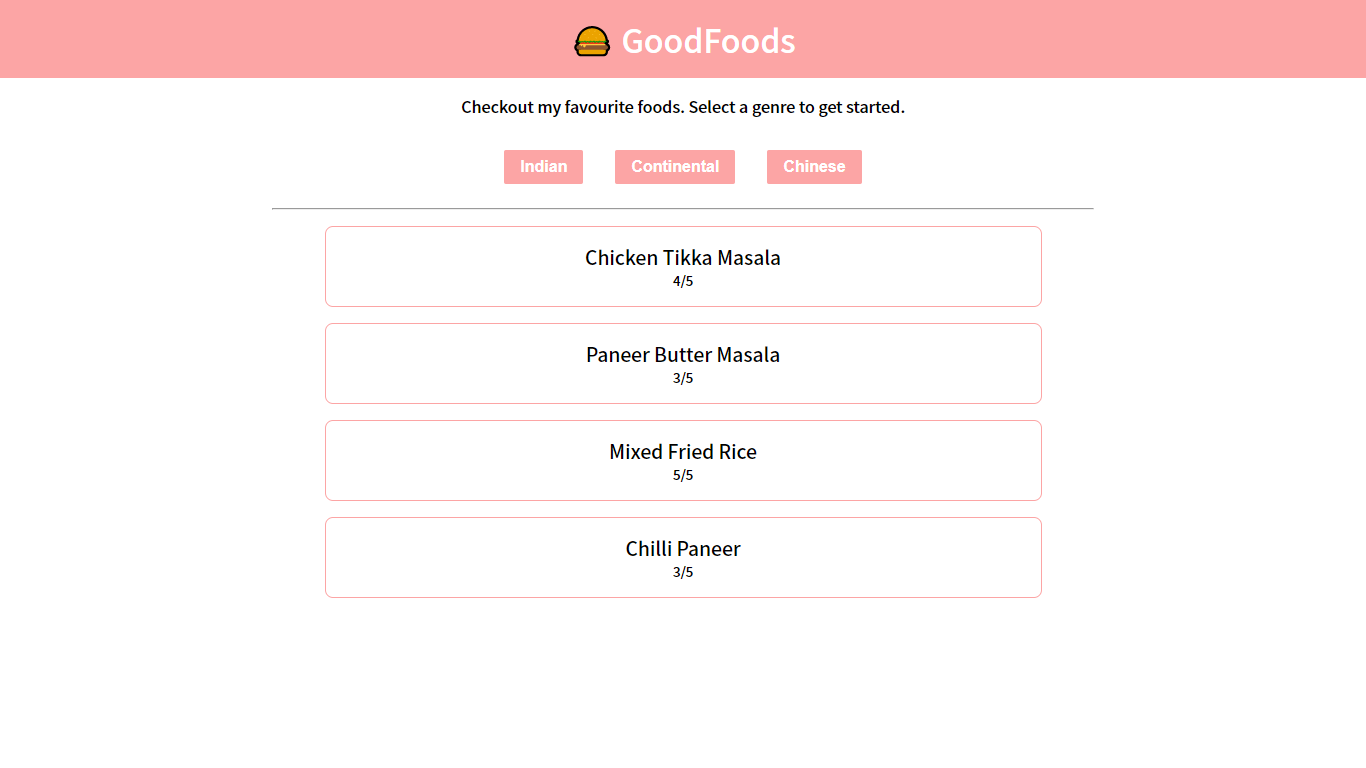 GoodFoods
Checkout my favourite foods. Select a genre to get started.
Indian Continental Chinese
Chicken Tikka Masala
4/5
Paneer Butter Masala
3/5
Mixed Fried Rice
5/5
Chilli Paneer
3/5